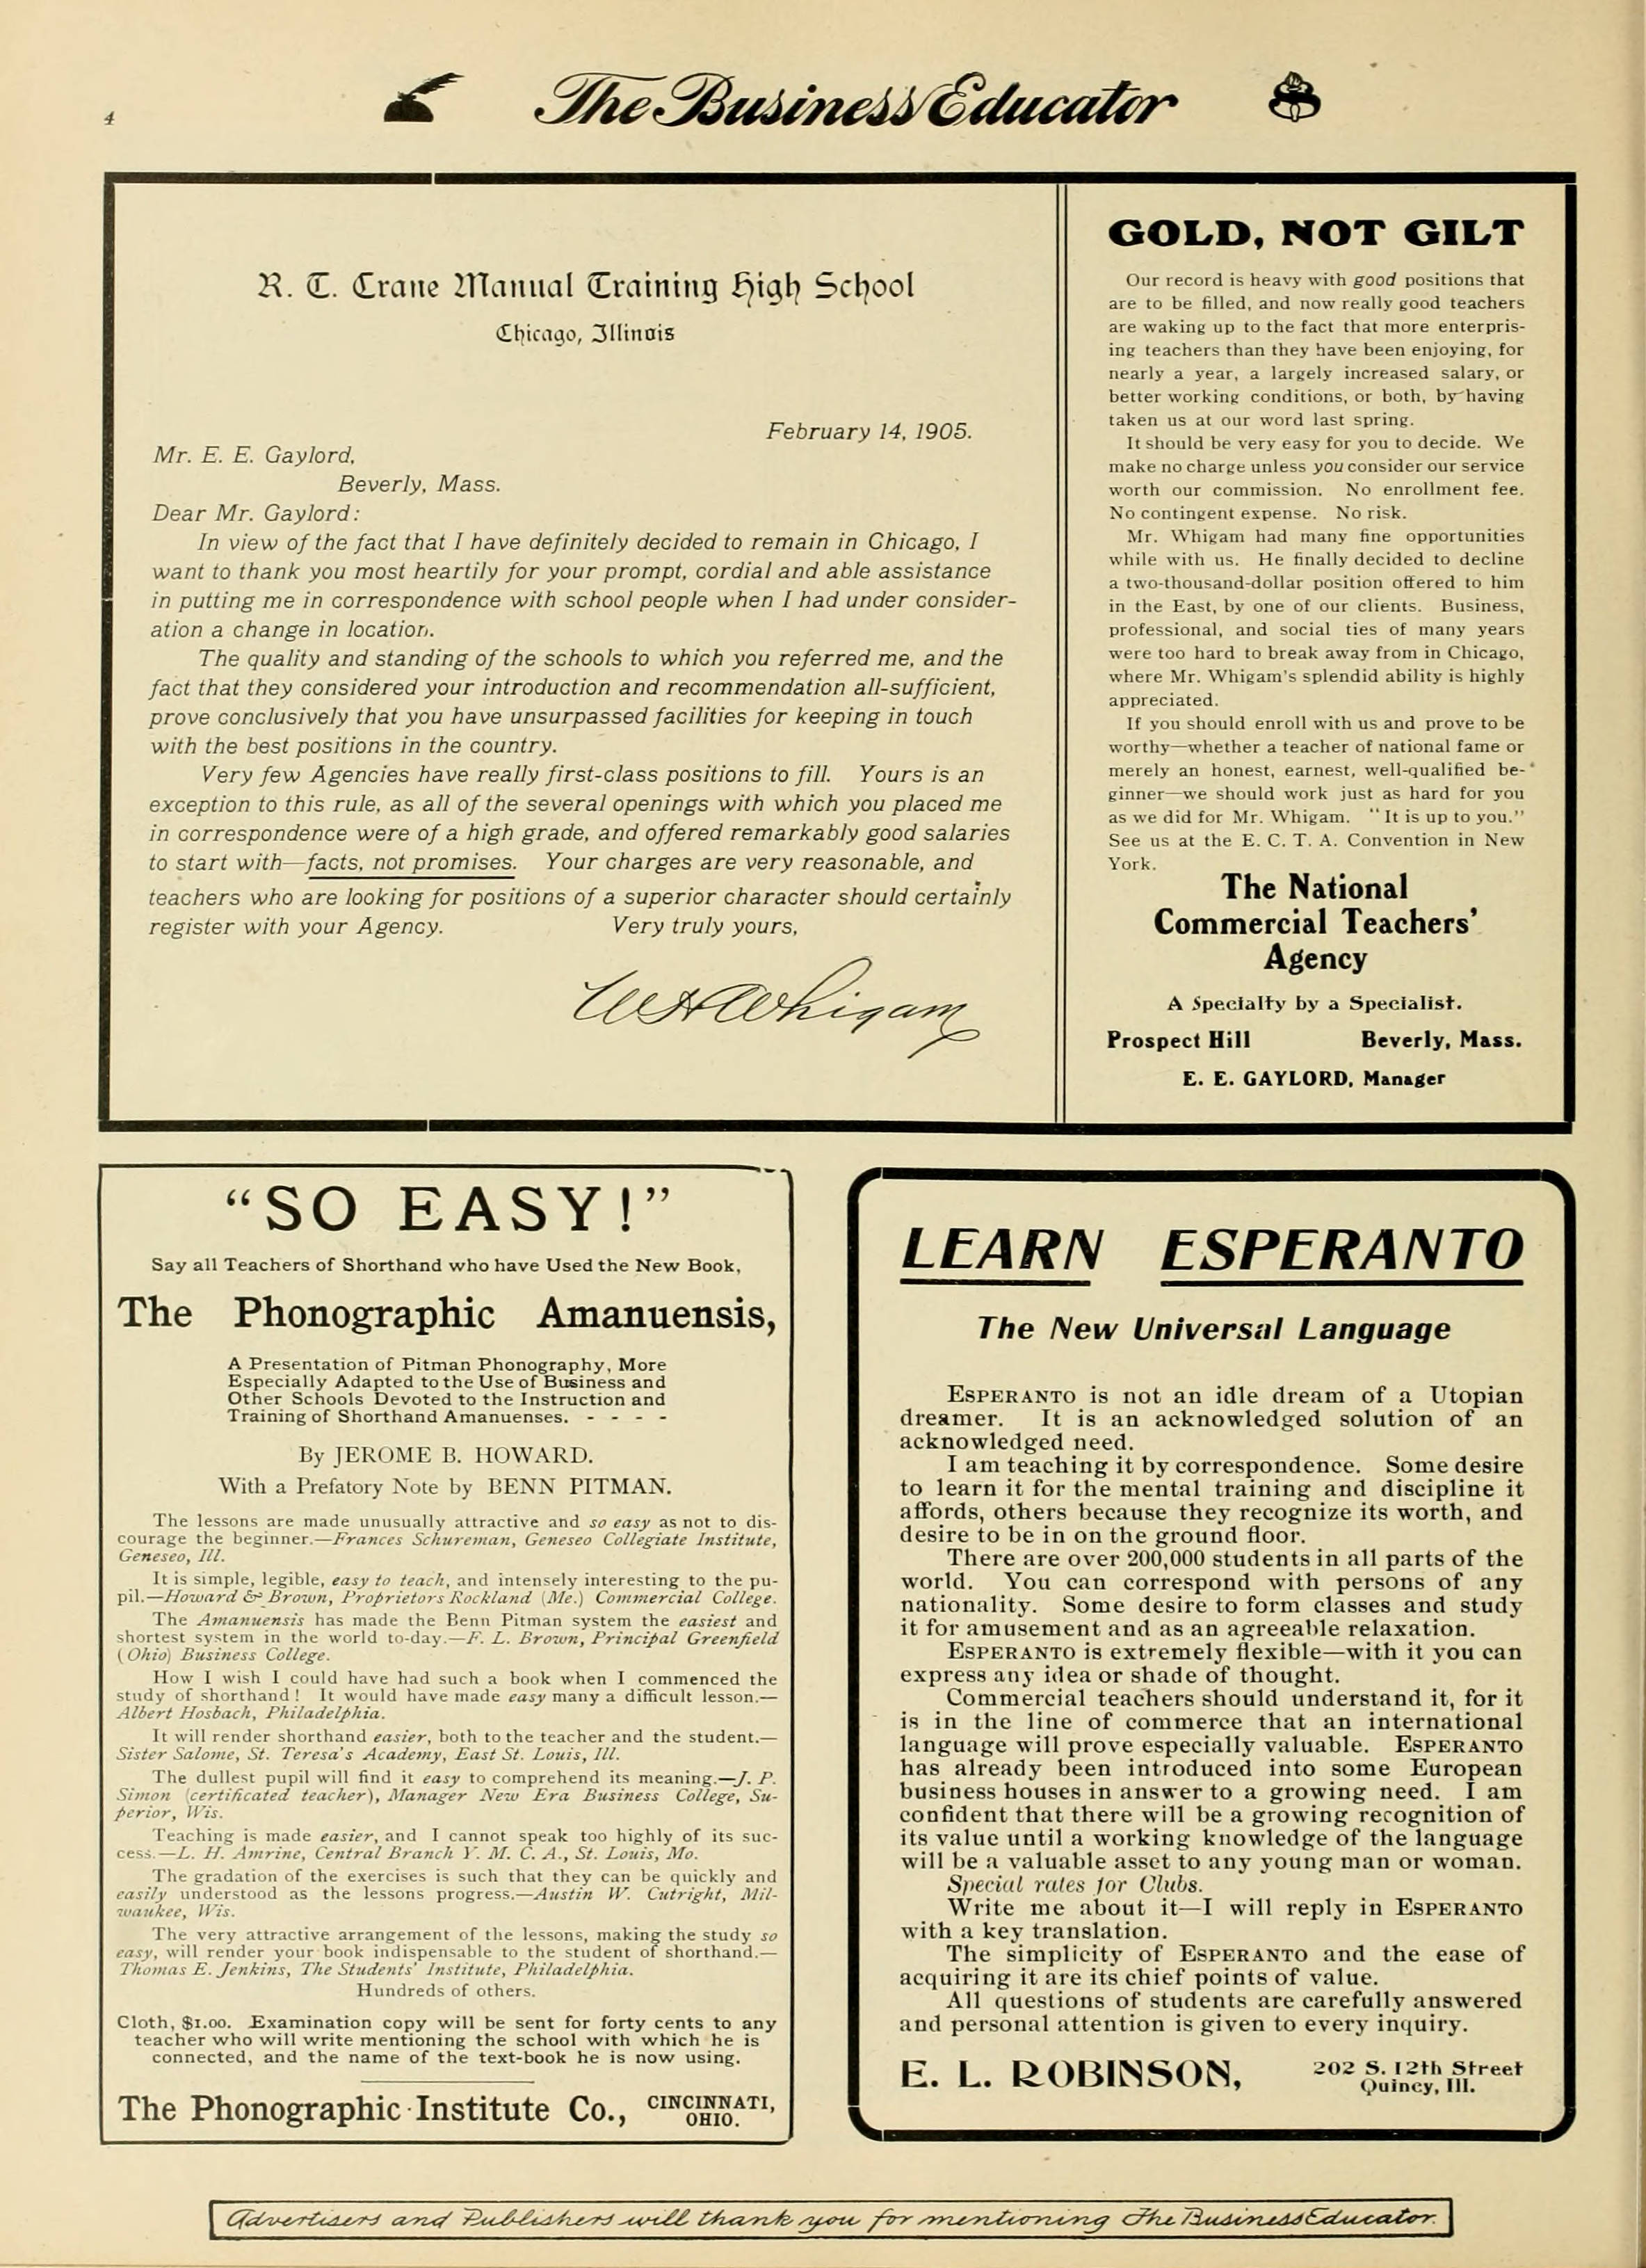 4
The Business Educator
R. T. Crane Manual Training High School
Chicago, Illinois
February 14, 1905.
Mr. E. E. Gaylord,
Beverly, Mass.
Dear Mr. Gaylord:
In view of the fact that I have definitely decided to remain in Chicago, I
want to thank you most heartily for your prompt, cordial and able assistance
in putting me in correspondence with school people when I had under consider-
ation a change in location.
The quality and standing of the schools to which you referred me, and the
fact that they considered your introduction and recommendation all-sufficient,
prove conclusively that you have unsurpassed facilities for keeping in touch
with the best positions in the country.
Very few Agencies have really first-class positions to fill. Yours is an
exception to this rule, as all of the several openings with which you placed me
in correspondence were of a high grade, and offered remarkably good salaries
to start with—facts, not promises. Your charges are very reasonable, and
teachers who are looking for positions of a superior character should certainly
register with your Agency. Very truly yours,
W H Whigam
GOLD, NOT GILT
Our record is heavy with good positions that
are to be filled, and now really good teachers
are waking up to the fact that more enterpris-
ing teachers than they have been enjoying, for
nearly a year, a largely increased salary, or
better working conditions, or both, by having
taken us at our word last spring.
It should be very easy for you to decide. We
make no charge unless you consider our service
worth our commission. No enrollment fee.
No contingent expense. No risk.
Mr. Whigam had many fine opportunities
while with us. He finally decided to decline
a two-thousand-dollar position offered to him
in the East, by one of our clients. Business,
professional, and social ties of many years
were too hard to break away from in Chicago,
where Mr. Whigam's splendid ability is highly
appreciated.
If you should enroll with us and prove to be
worthy—whether a teacher of national fame or
merely an honest, earnest, well-qualified be-
ginner—we should work just as hard for you
as we did for Mr. Whigam. "It is up to you."
See us at the E. C. T. A. Convention in New
York.
The National
Commercial Teachers'
Agency
A Specialty by a Specialist.
Prospect Hill Beverly, Mass.
E. E. GAYLORD, Manager
"SO EASY!"
Say all Teachers of Shorthand who have Used the New Book,
The Phonographic Amanuensis,
A Presentation of Pitman Phonography, More
Especially Adapted to the Use of Business and
Other Schools Devoted to the Instruction and
Training of Shorthand Amanuenses. - - - -
By JEROME B. HOWARD.
With a Prefatory Note by BENN PITMAN.
The lessons are made unusually attractive and so easy as not to dis-
courage the beginner.—Frances Schureman, Geneseo Collegiate Institute,
Geneseo, Ill.
It is simple, legible, easy to teach, and intensely interesting to the pu-
pil.—Howard & Brown, Proprietors Rockland (Me.) Commercial College.
The Amanuensis has made the Benn Pitman system the easiest and
shortest system in the world to-day.—F. L. Brown, Principal Greenfield
(Ohio) Business College.
How I wish I could have had such a book when I commenced the
study of shorthand! It would have made easy many a difficult lesson.—
Albert Hosbach, Philadelphia.
It will render shorthand easier, both to the teacher and the student.—
Sister Salome, St. Teresa's Academy, East St. Louis, Ill.
The dullest pupil will find it easy to comprehend its meaning.—J. P.
Simon (certificated teacher), Manager New Era Business College, Su-
perior, Wis.
Teaching is made easier, and I cannot speak too highly of its suc-
cess.—L. H. Amrine, Central Branch Y. M. C. A., St. Louis, Mo.
The gradation of the exercises is such that they can be quickly and
easily understood as the lessons progress.—Austin W. Cutright, Mil-
waukee, Wis.
The very attractive arrangement of the lessons, making the study so
easy, will render your book indispensable to the student of shorthand.—
Thomas E. Jenkins, The Students' Institute, Philadelphia.
Hundreds of others.
Cloth, $1.00. Examination copy will be sent for forty cents to any
teacher who will write mentioning the school with which he is
connected, and the name of the text-book he is now using.
The Phonographic Institute Co., CINCINNATI,
OHIO.
LEARN ESPERANTO
The New Universal Language
ESPERANTO is not an idle dream of a Utopian
dreamer. It is an acknowledged solution of an
acknowledged need.
I am teaching it by correspondence. Some desire
to learn it for the mental training and discipline it
affords, others because they recognize its worth, and
desire to be in on the ground floor.
There are over 200,000 students in all parts of the
world. You can correspond with persons of any
nationality. Some desire to form classes and study
it for amusement and as an agreeable relaxation.
ESPERANTO is extremely flexible—with it you can
express any idea or shade of thought.
Commercial teachers should understand it, for it
is in the line of commerce that an international
language will prove especially valuable. ESPERANTO
has already been introduced into some European
business houses in answer to a growing need. I am
confident that there will be a growing recognition of
its value until a working knowledge of the language
will be a valuable asset to any young man or woman.
Special rates for Clubs.
Write me about it—I will reply in ESPERANTO
with a key translation.
The simplicity of ESPERANTO and the ease of
acquiring it are its chief points of value.
All questions of students are carefully answered
and personal attention is given to every inquiry.
E. L. ROBINSON, 202 S. 12th Street
Quincy, Ill.
Advertisers and Publishers will thank you for mentioning The Business Educator.